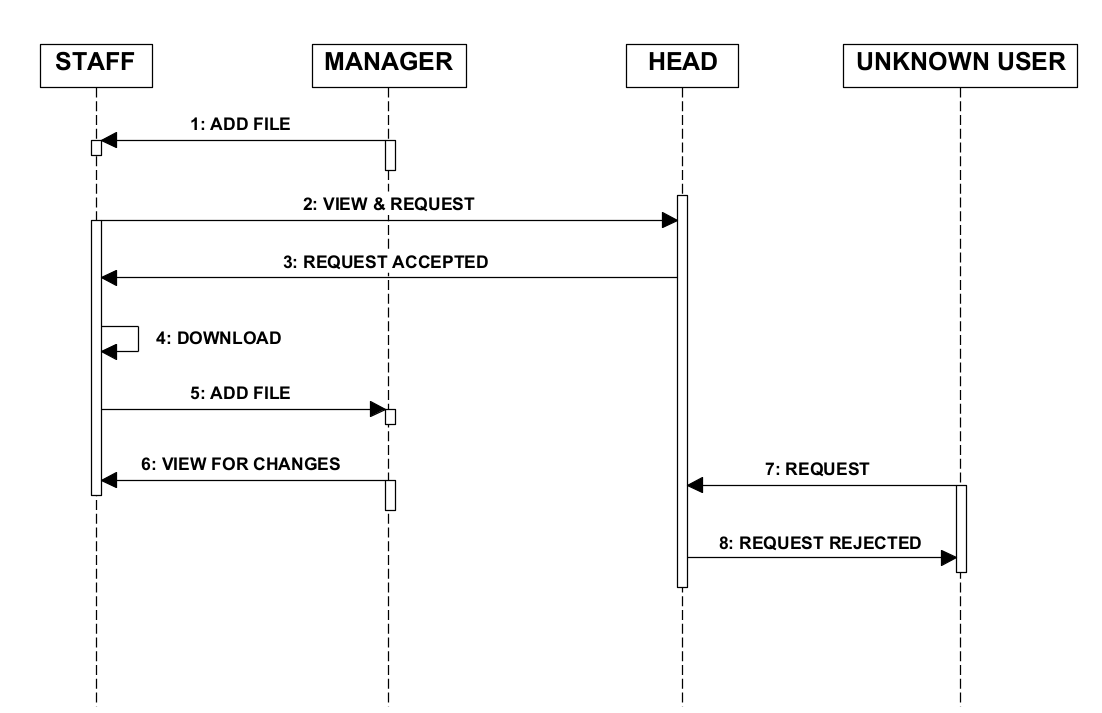 STAFF
MANAGER
HEAD
UNKNOWN USER
1: ADD FILE
2: VIEW & REQUEST
3: REQUEST ACCEPTED
4: DOWNLOAD
5: ADD FILE
6: VIEW FOR CHANGES
7: REQUEST
8: REQUEST REJECTED